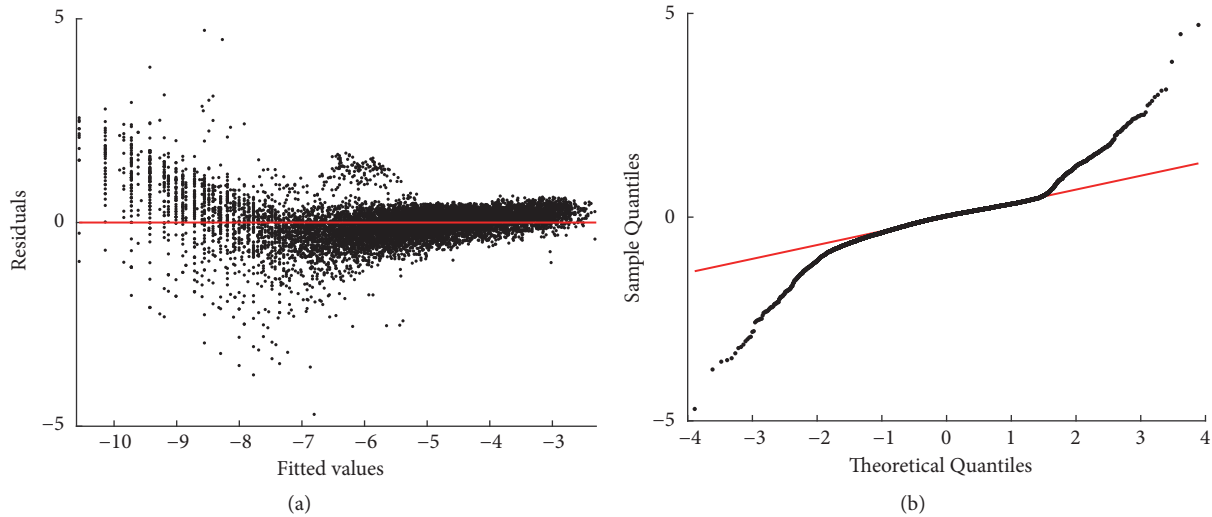 5
0
−5
Residuals
−10 −9 −8 −7 −6 −5 −4 −3
Fitted values
(a)
5
0
−5
Sample Quantiles
−4 −3 −2 −1 0 1 2 3 4
Theoretical Quantiles
(b)